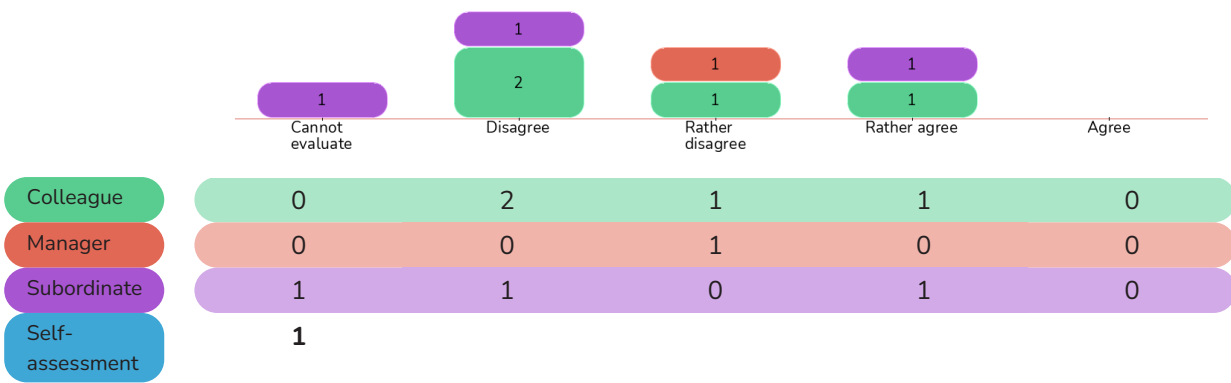 1
1
1
1
2
1
1
Cannot
evaluate
Disagree
Rather
disagree
Rather agree
Agree
Colleague 0 2 1 1 0
Manager 0 0 1 0 0
Subordinate 1 1 0 1 0
Self-
assessment
1